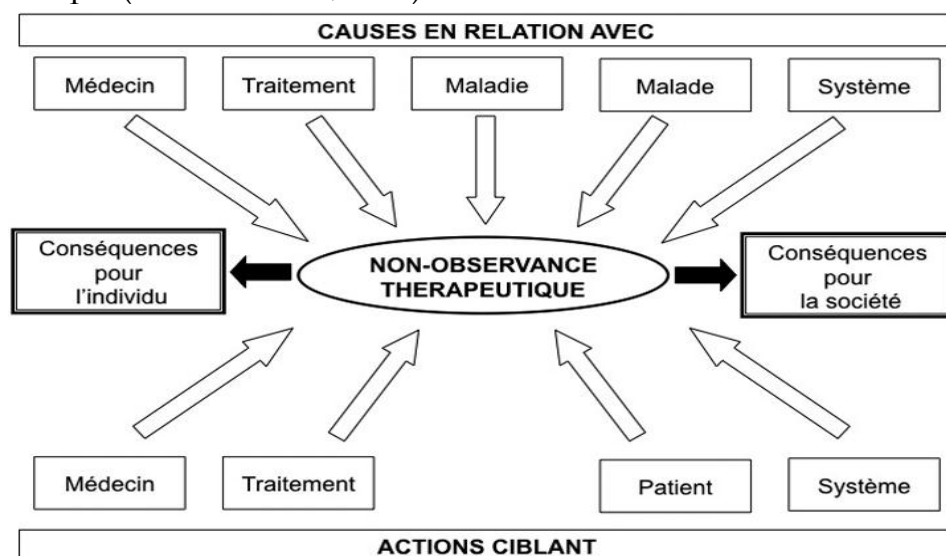 CAUSES EN RELATION AVEC
Médecin
Traitement
Maladie
Malade
Système
Conséquences
pour
l'individu
NON-OBSERVANCE
THERAPEUTIQUE
Conséquences
pour
la société
Médecin
Traitement
Patient
Système
ACTIONS CIBLANT